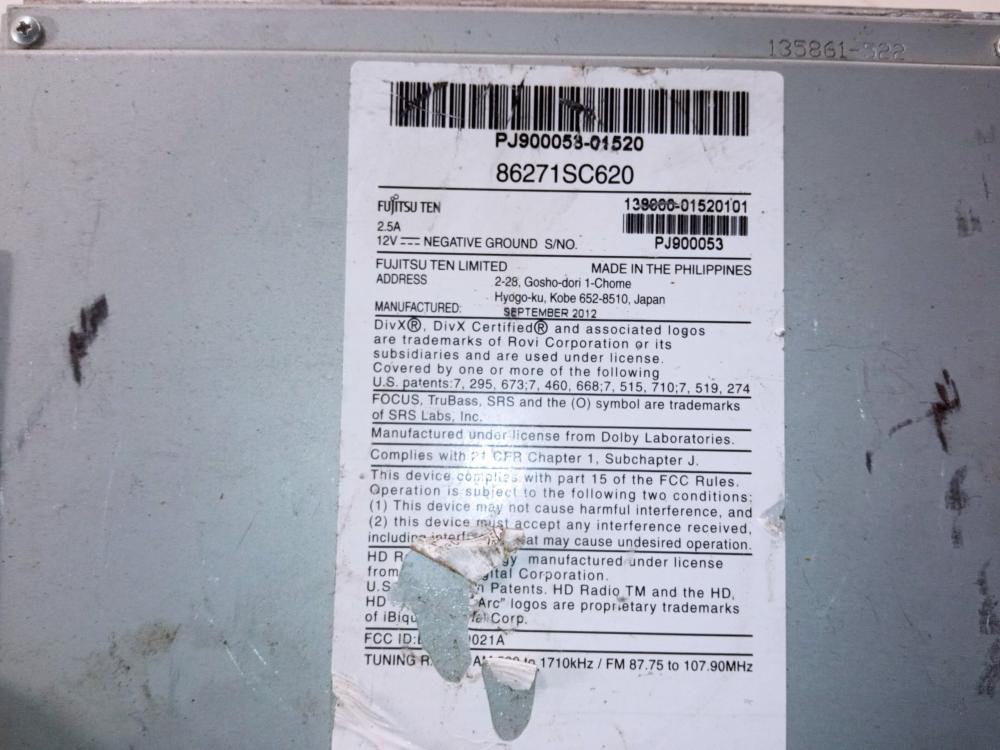 135861-522
PJ900053-01520
86271SC620
FUJITSU TEN
139000-01520101
2.5A
12V NEGATIVE GROUND S/NO.
PJ900053
FUJITSU TEN LIMITED MADE IN THE PHILIPPINES
ADDRESS 2-28, Gosho-dori 1-Chome
Hyogo-ku, Kobe 652-8510, Japan
MANUFACTURED: SEPTEMBER 2012
DivX®, DivX Certified® and associated logos
are trademarks of Rovi Corporation or its
subsidiaries and are used under license.
Covered by one or more of the following
U.S. patents:7, 295, 673;7, 460, 668;7, 515, 710;7, 519, 274
FOCUS, TruBass, SRS and the (O) symbol are trademarks
of SRS Labs, Inc.
Manufactured under license from Dolby Laboratories.
Complies with 21 CFR Chapter 1, Subchapter J.
This device complies with part 15 of the FCC Rules.
Operation is subject to the following two conditions:
(1) This device may not cause harmful interference, and
(2) this device must accept any interference received,
including may cause undesired operation.
HD manufactured under license
from Corporation.
Patents. HD Radio TM and the HD,
HD Arc" logos are proprietary trademarks
of Corp.
FCC ID: 021A
TUNING 1710kHz / FM 87.75 to 107.90MHz